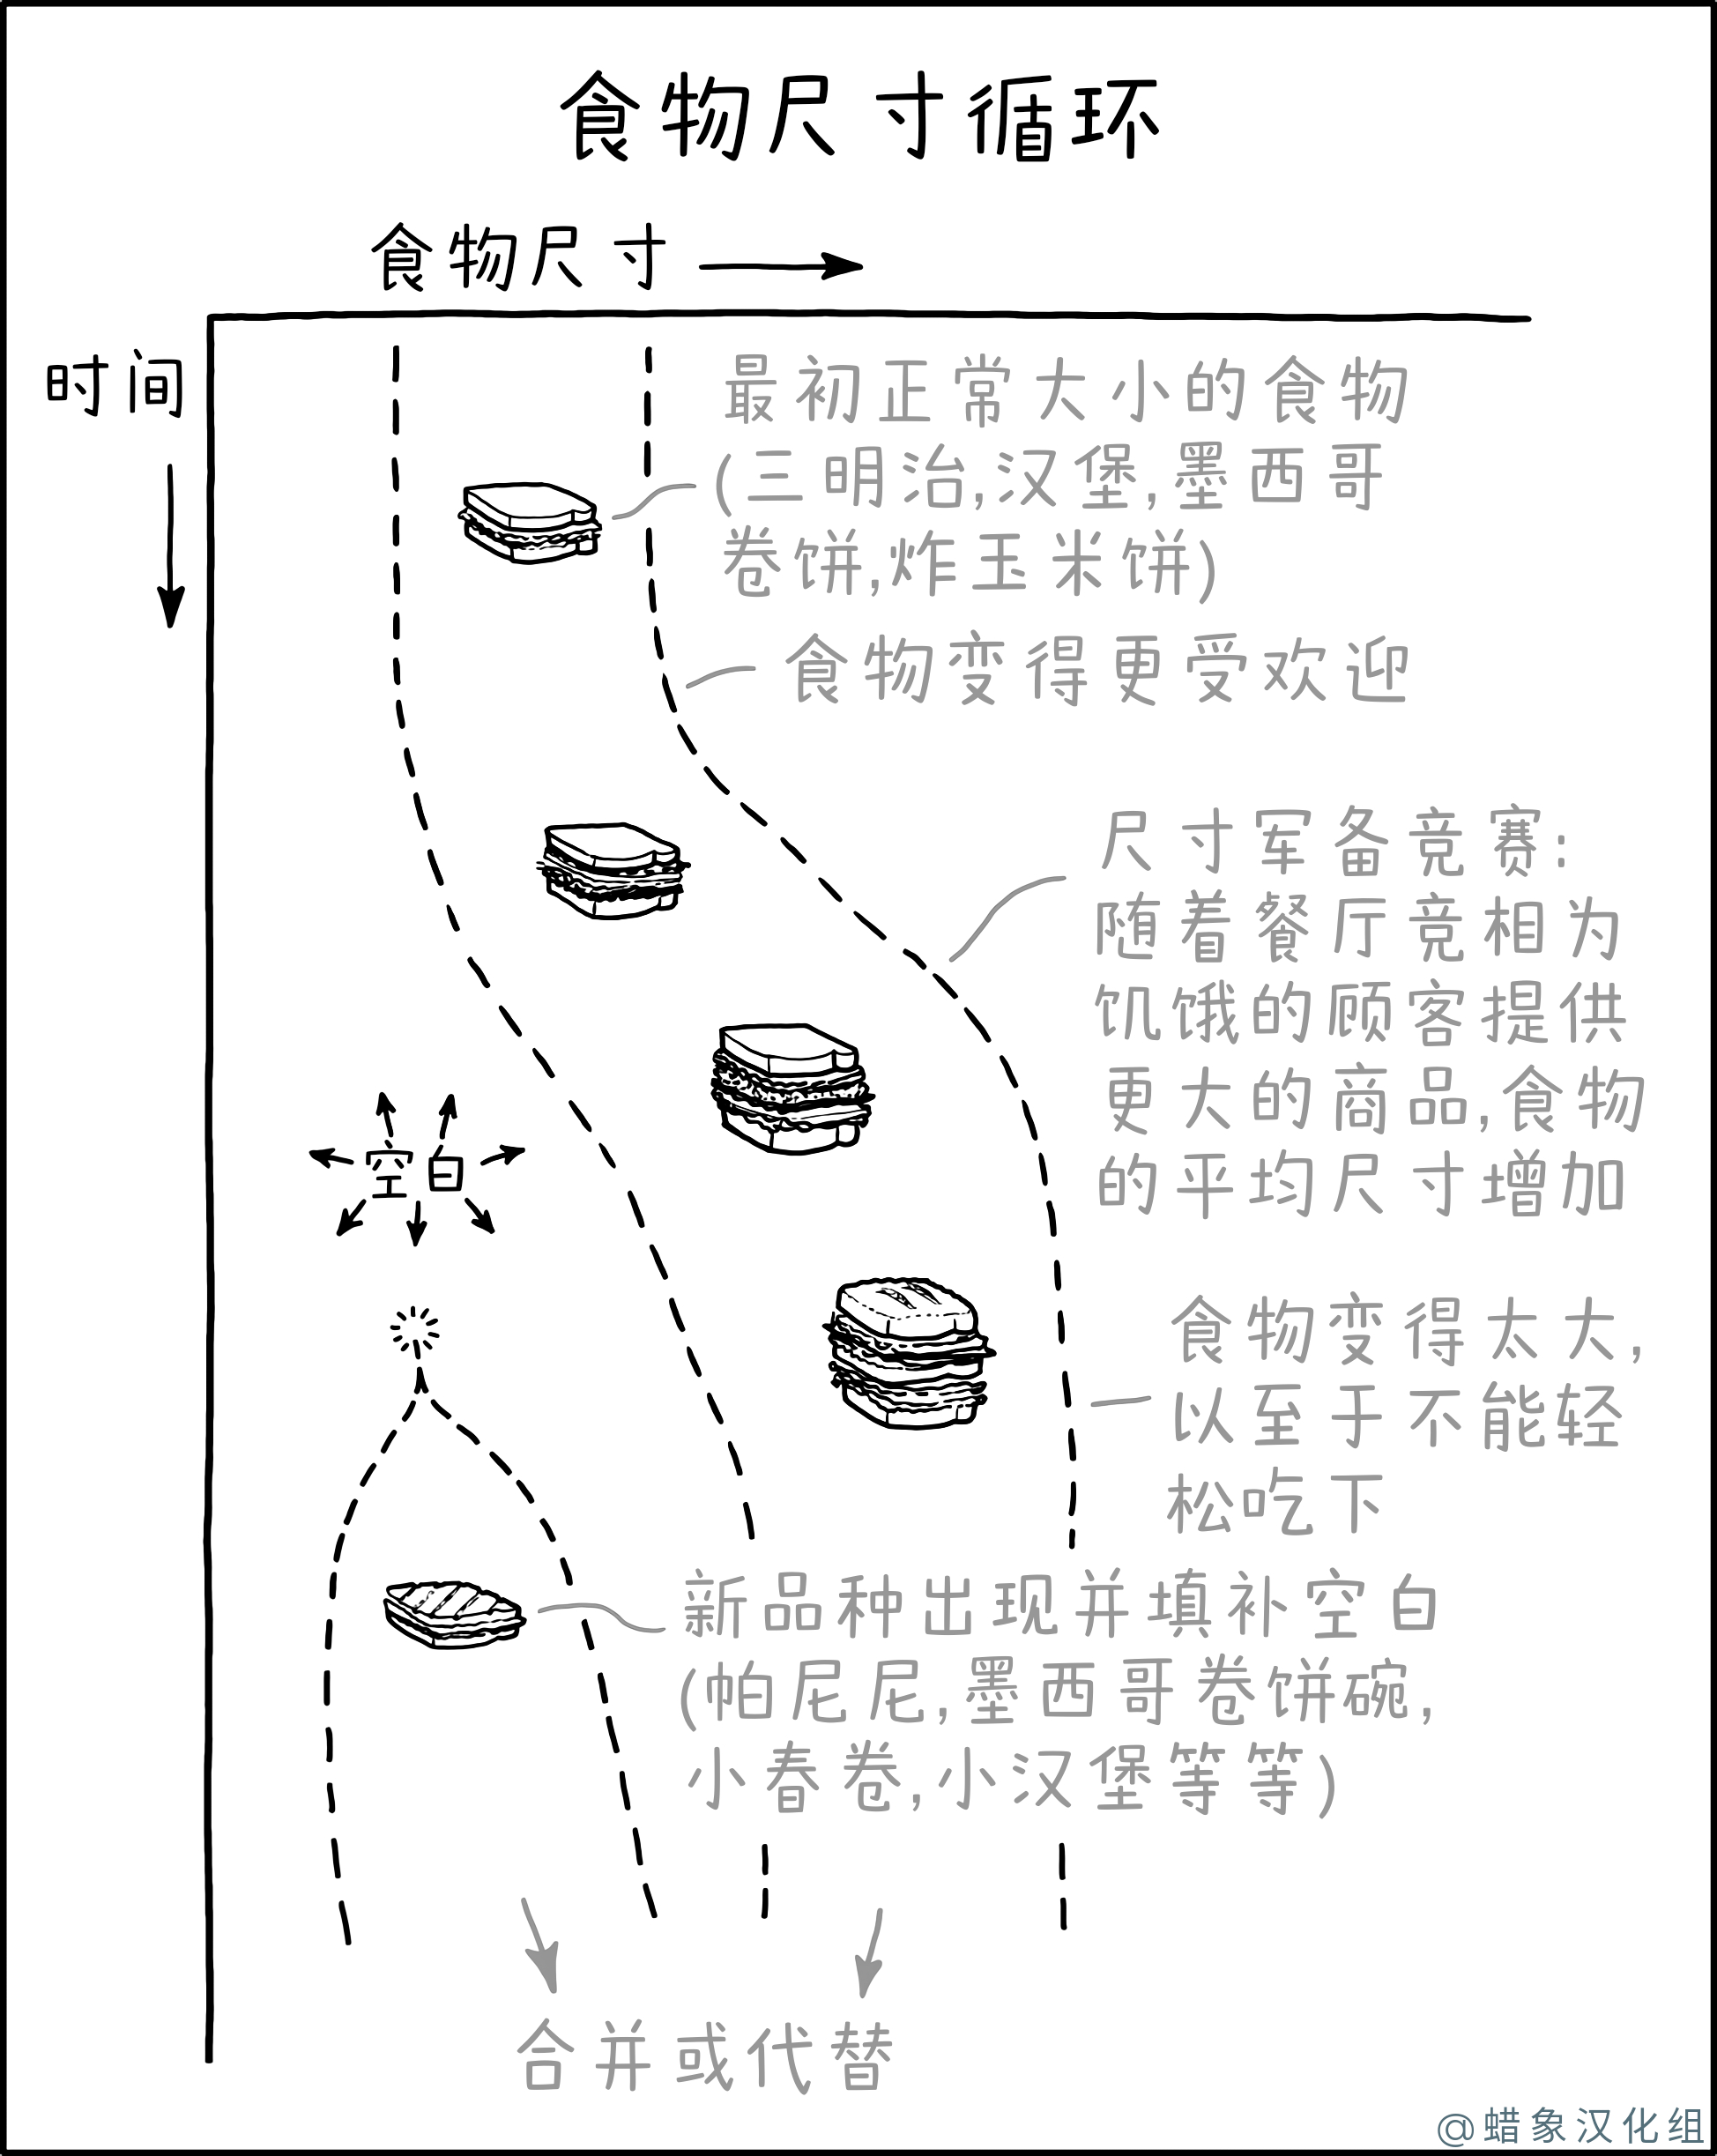 食物尺寸循环
食物尺寸
时间
最初正常大小的食物
(三明治,汉堡,墨西哥
卷饼,炸玉米饼)
食物变得更受欢迎
尺寸军备竞赛:
随着餐厅竞相为
饥饿的顾客提供
更大的商品,食物
的平均尺寸增加
空白
食物变得太大,
以至于不能轻
松吃下
新品种出现并填补空白
(帕尼尼,墨西哥卷饼碗,
小春卷,小汉堡等等)
合并或代替
@蜡象汉化组